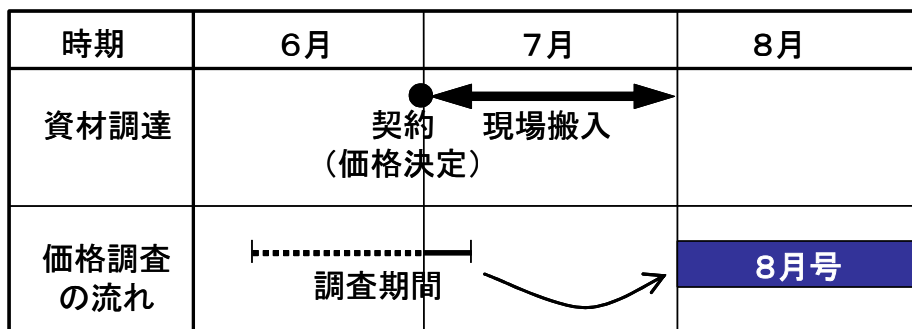 時期
6月
7月
8月
資材調達
契約
(価格決定)
現場搬入
価格調査
の流れ
調査期間
8月号